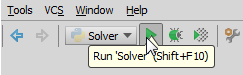 Tools VCS Window Help
Solver
Run 'Solver' (Shift+F10)